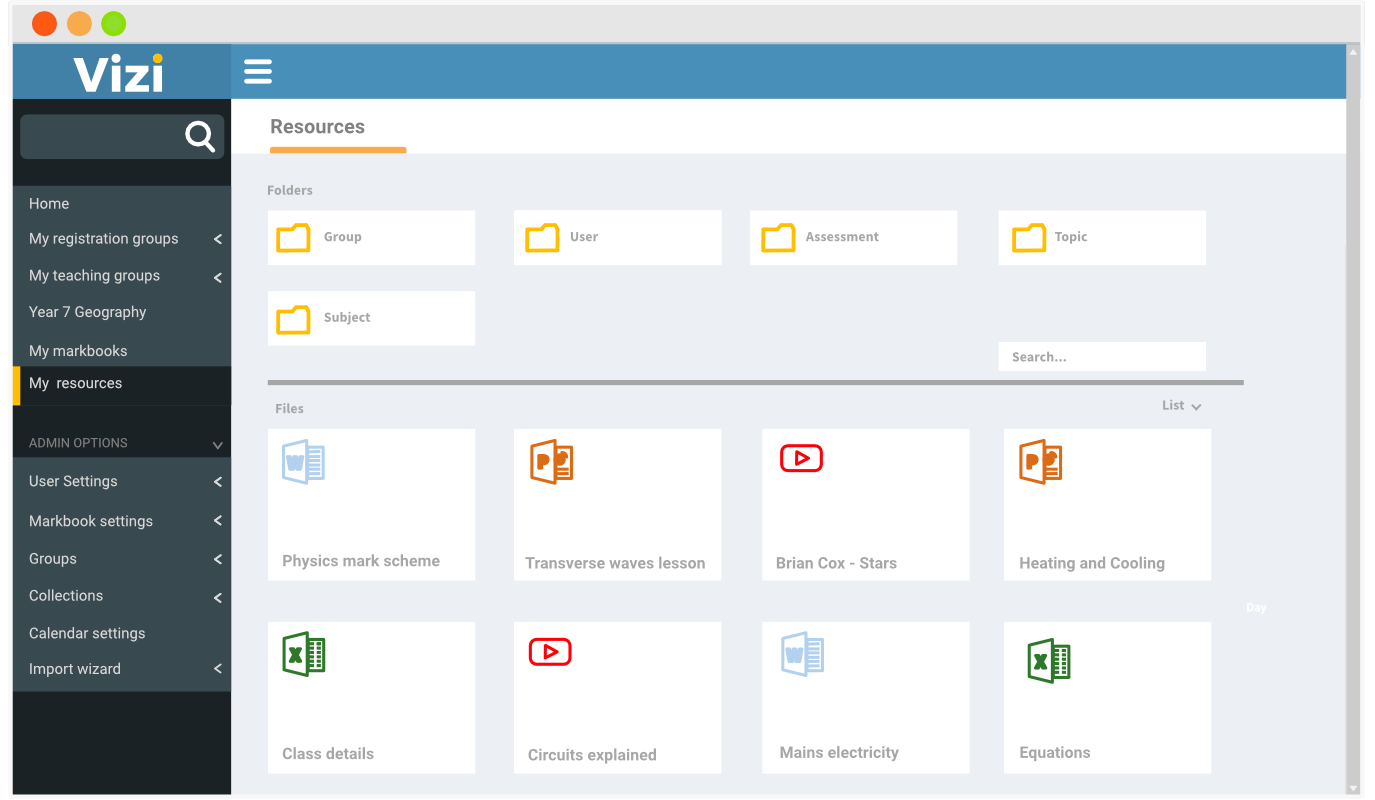 Vizi
Resources
Home
My registration groups
My teaching groups
Year 7 Geography
My markbooks
My resources
ADMIN OPTIONS
User Settings
Markbook settings
Groups
Collections
Calendar settings
Import wizard
Folders
Group
User
Assessment
Topic
Subject
Search...
Files
List
Physics mark scheme
Transverse waves lesson
Brian Cox - Stars
Heating and Cooling
Day
Class details
Circuits explained
Mains electricity
Equations